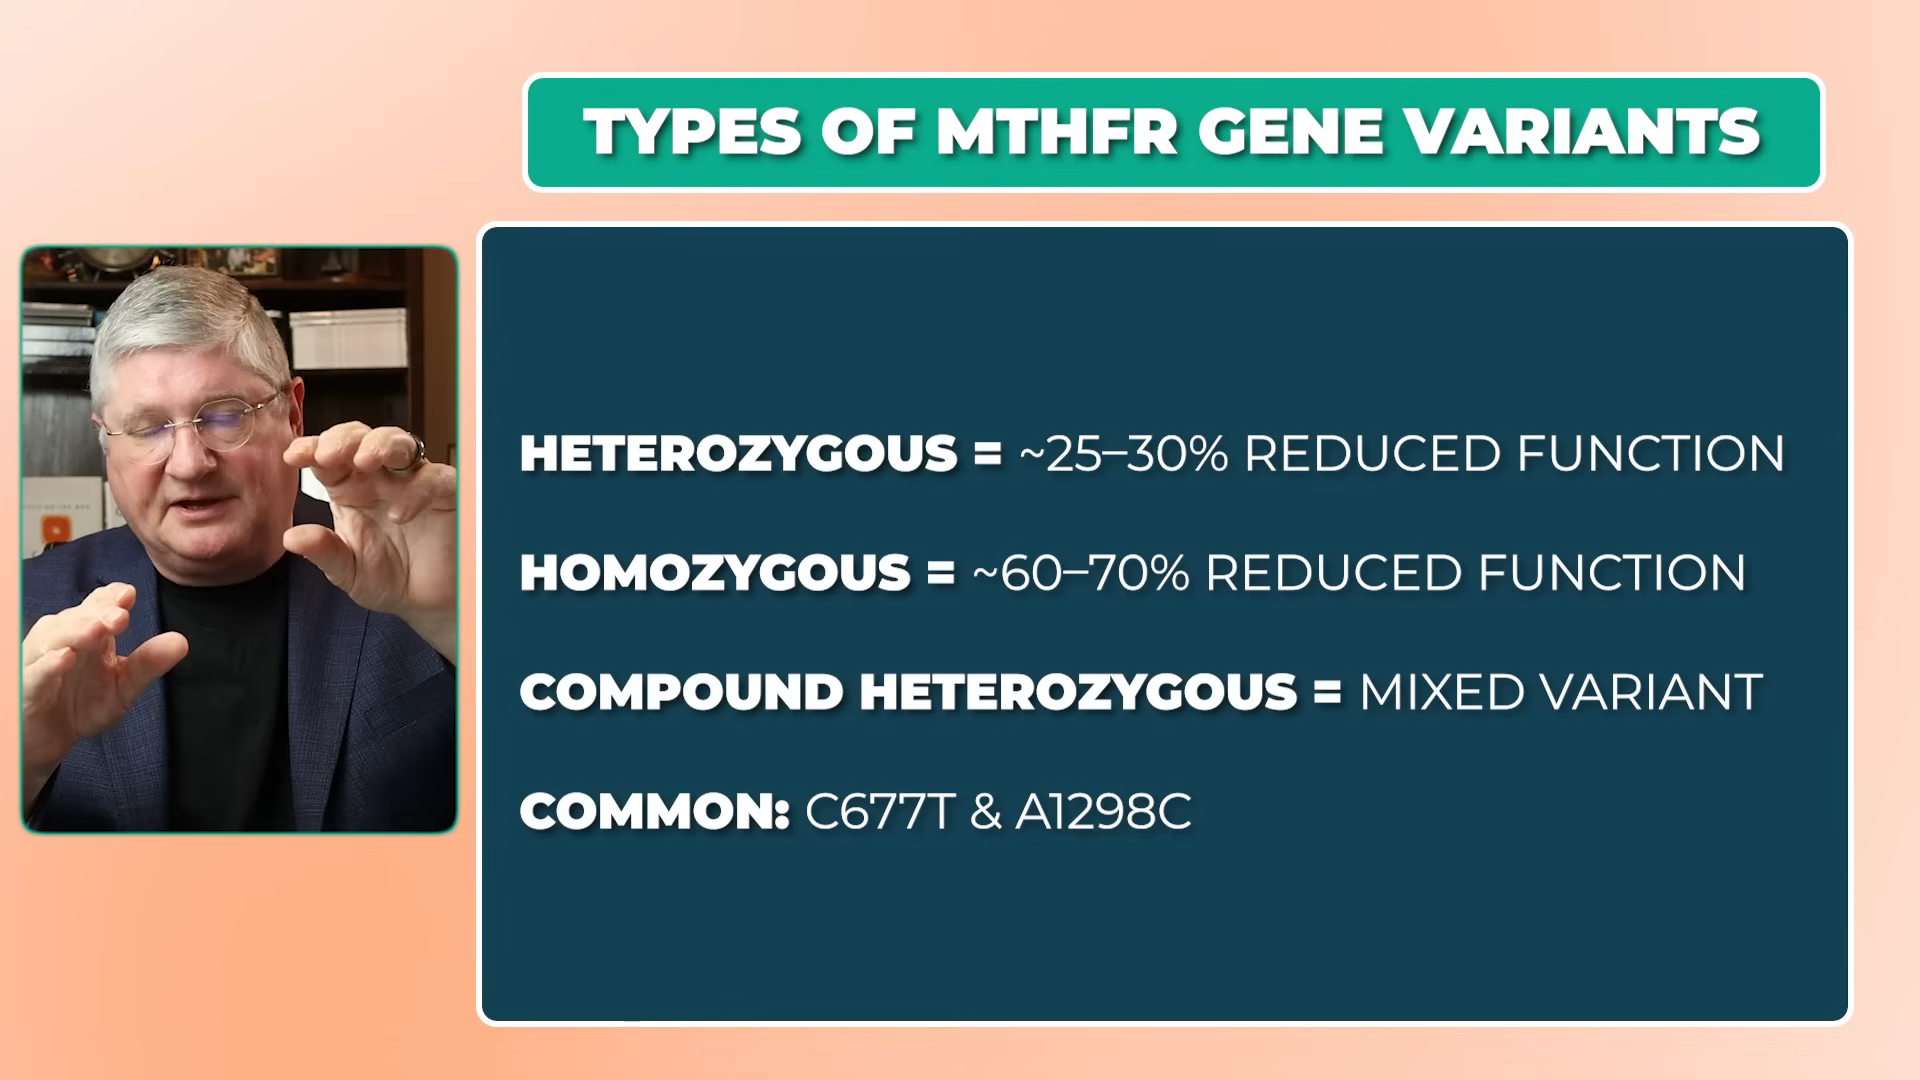 TYPES OF MTHFR GENE VARIANTS
HETEROZYGOUS = ~25–30% REDUCED FUNCTION
HOMOZYGOUS = ~60–70% REDUCED FUNCTION
COMPOUND HETEROZYGOUS = MIXED VARIANT
COMMON: C677T & A1298C